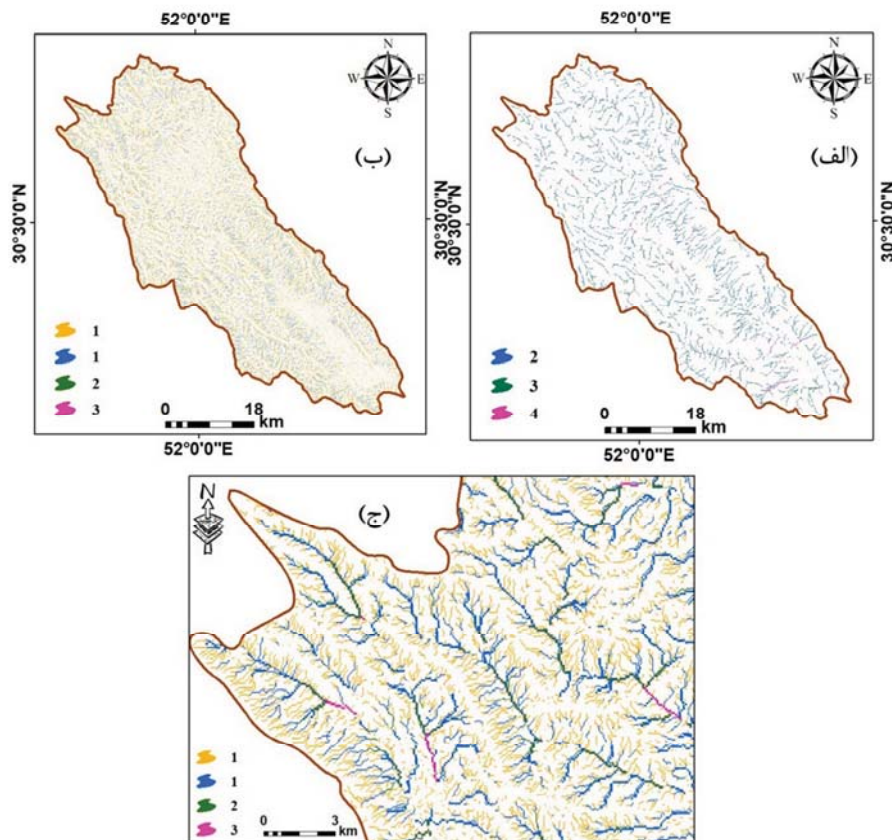 52°0'0"E
N
W E
S
(ب)
30°30'0"N
30°30'0"N
1
1
2
3
0 18
km
52°0'0"E
52°0'0"E
N
W E
S
(الف)
30°30'0"N
30°30'0"N
2
3
4
0 18
km
52°0'0"E
N
(ج)
1
1
2
3
0 3
km